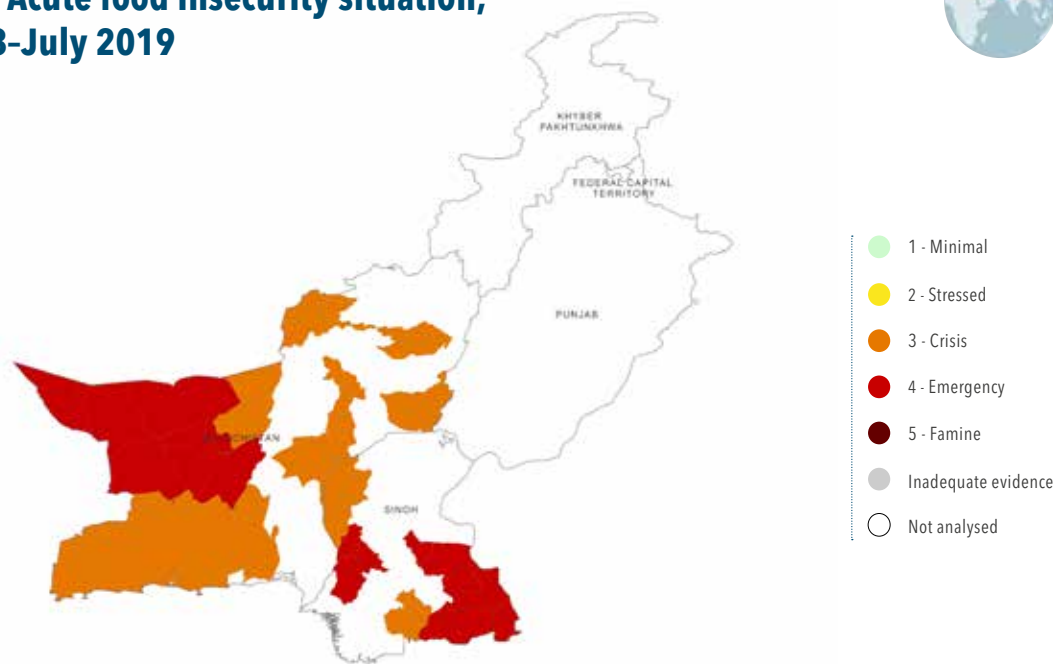 Acute food insecurity situation,
–July 2019
KHYBER
PAKHTUNKHWA
FEDERAL CAPITAL
TERRITORY
PUNJAB
SINDH
1 - Minimal
2 - Stressed
3 - Crisis
4 - Emergency
5 - Famine
Inadequate evidence
Not analysed